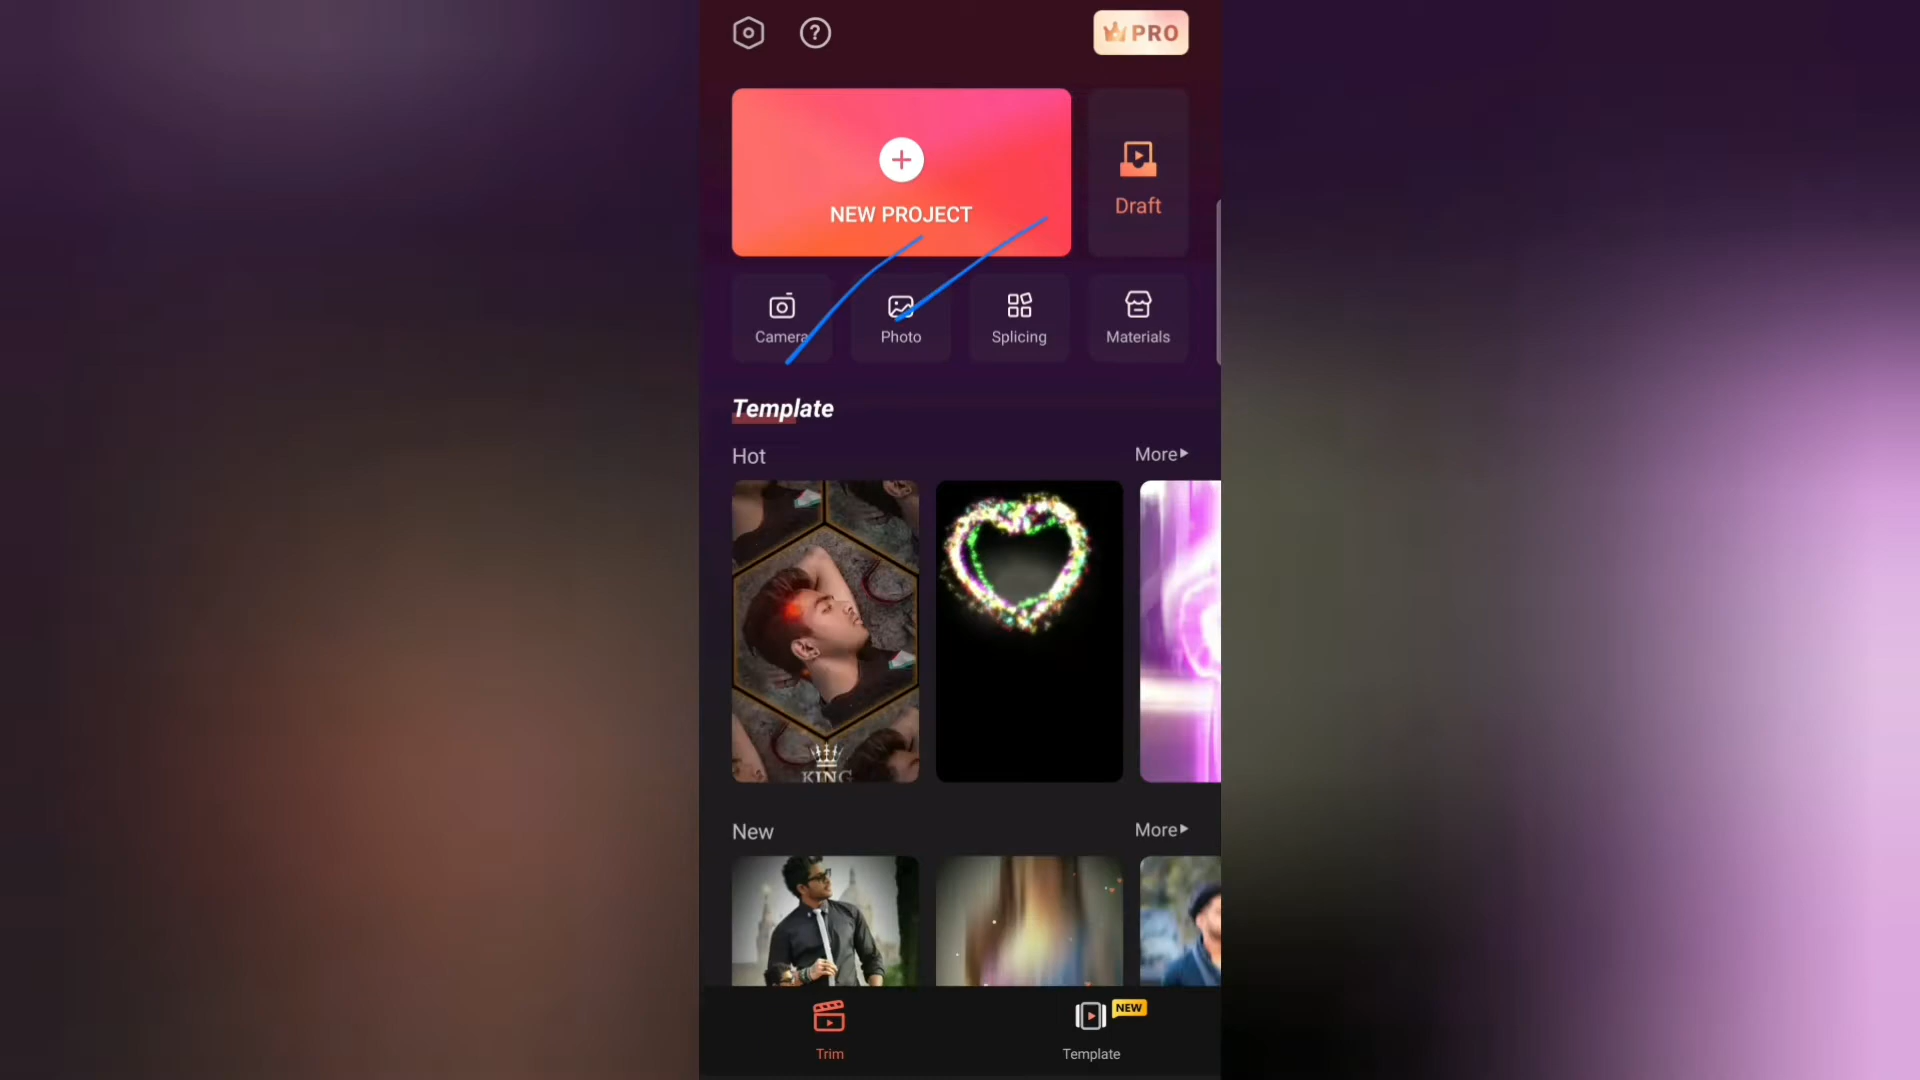 PRO
NEW PROJECT
Draft
Camera
Photo
Splicing
Materials
Template
Hot
More
KING
New
More
NEW
Trim
Template